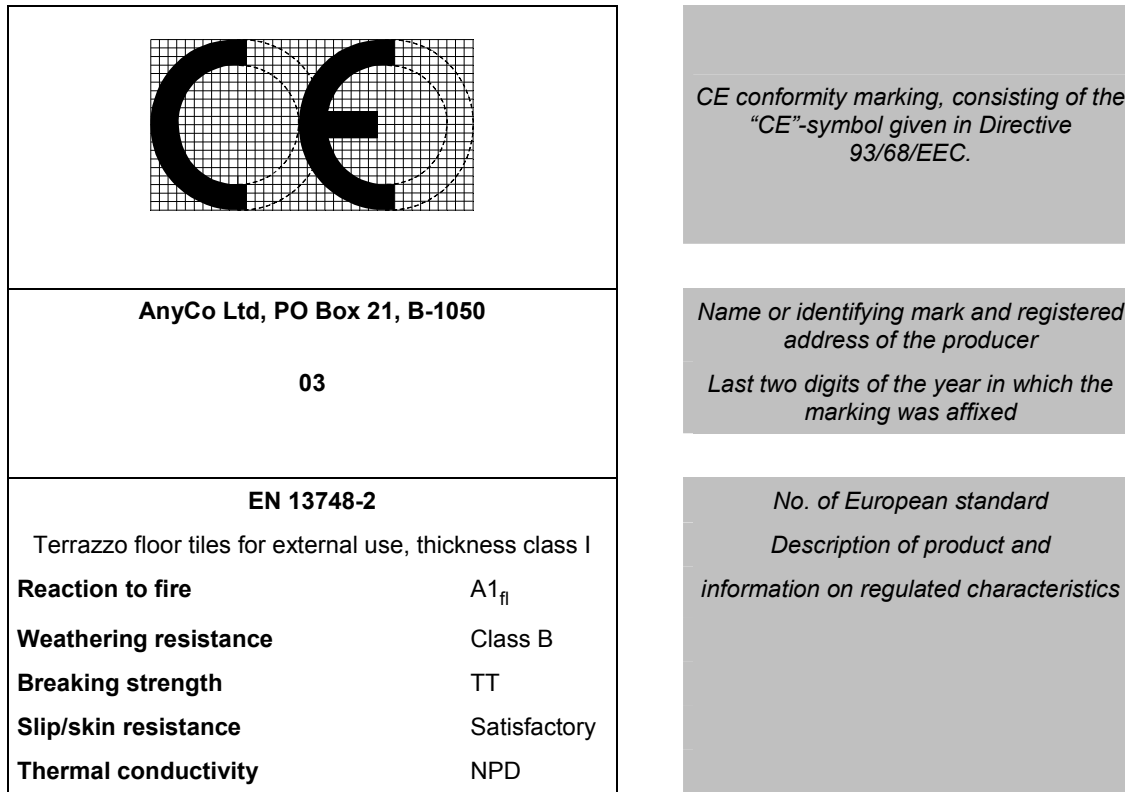 CE
CE conformity marking, consisting of the
“CE”-symbol given in Directive
93/68/EEC.
AnyCo Ltd, PO Box 21, B-1050
Name or identifying mark and registered
address of the producer
03
Last two digits of the year in which the
marking was affixed
EN 13748-2
No. of European standard
Terrazzo floor tiles for external use, thickness class I
Description of product and
Reaction to fire A1fl
information on regulated characteristics
Weathering resistance Class B
Breaking strength TT
Slip/skin resistance Satisfactory
Thermal conductivity NPD